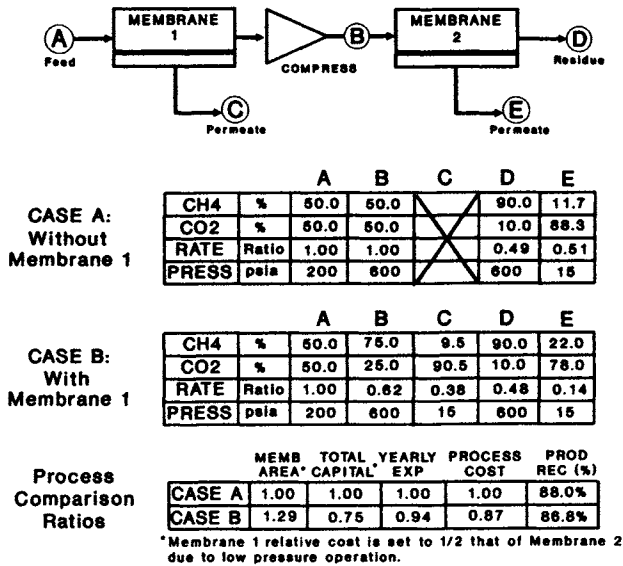 MEMBRANE 1
MEMBRANE 2
A
B
D
Feed
COMPRESS
Residue
C
E
Permeate
Permeate
CASE A:
Without
Membrane 1
A B C D E
CH4 % 50.0 50.0 90.0 11.7
CO2 % 50.0 50.0 10.0 88.3
RATE Ratio 1.00 1.00 0.49 0.51
PRESS psia 200 600 600 15
CASE B:
With
Membrane 1
A B C D E
CH4 % 50.0 75.0 9.5 90.0 22.0
CO2 % 50.0 25.0 90.5 10.0 78.0
RATE Ratio 1.00 0.62 0.38 0.48 0.14
PRESS psia 200 600 15 600 15
Process
Comparison
Ratios
MEMB TOTAL YEARLY PROCESS PROD
AREA* CAPITAL* EXP COST REC (%)
CASE A 1.00 1.00 1.00 1.00 88.0%
CASE B 1.29 0.75 0.94 0.87 86.8%
*Membrane 1 relative cost is set to 1/2 that of Membrane 2
due to low pressure operation.